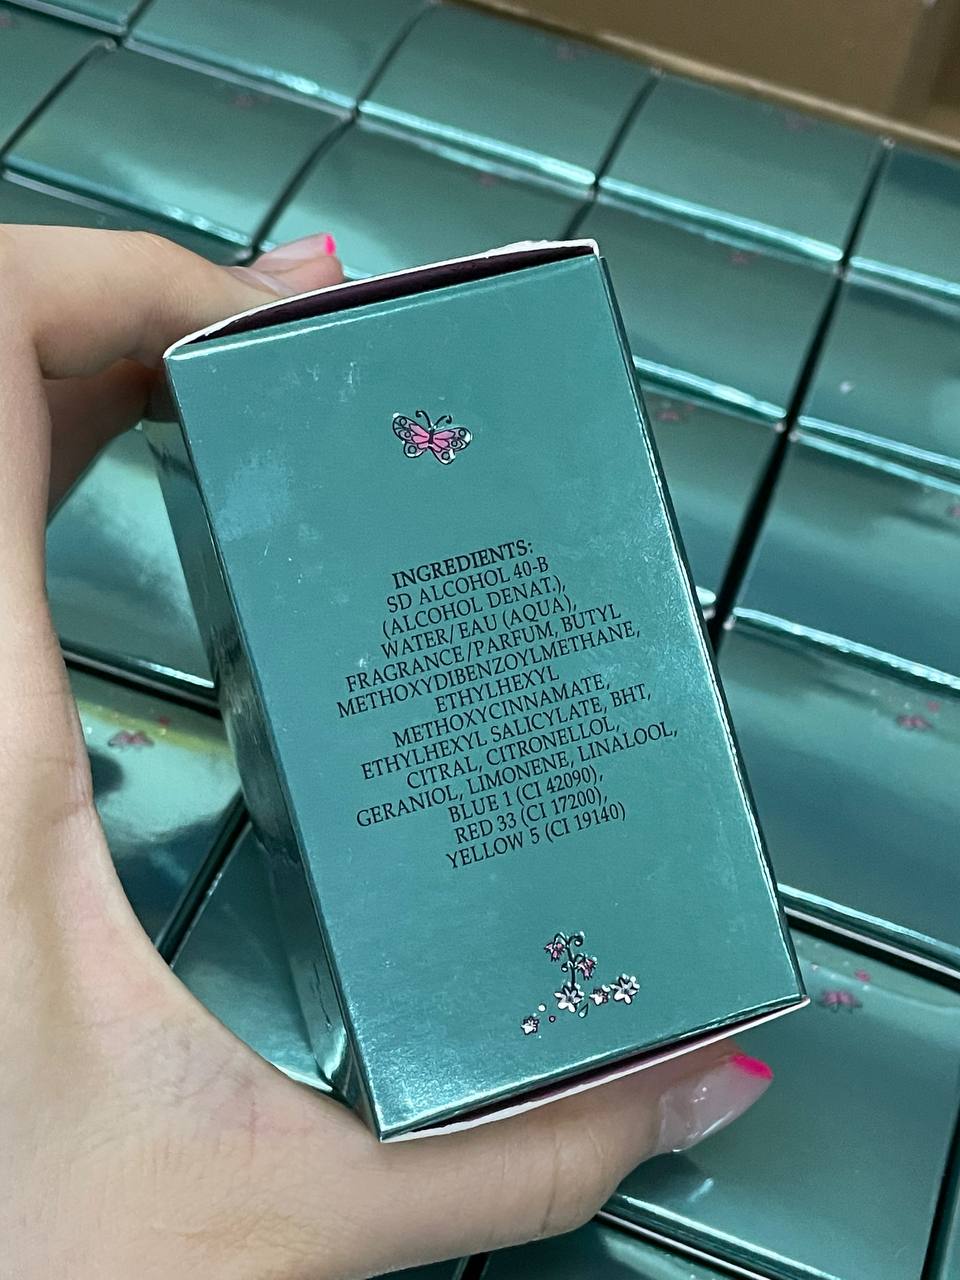 INGREDIENTS:
SD ALCOHOL 40-B
(ALCOHOL DENAT.),
WATER/EAU (AQUA),
FRAGRANCE/PARFUM, BUTYL
METHOXYDIBENZOYLMETHANE,
ETHYLHEXYL
METHOXYCINNAMATE,
ETHYLHEXYL SALICYLATE, BHT,
CITRAL, CITRONELLOL,
GERANIOL, LIMONENE, LINALOOL,
BLUE 1 (CI 42090),
RED 33 (CI 17200),
YELLOW 5 (CI 19140)